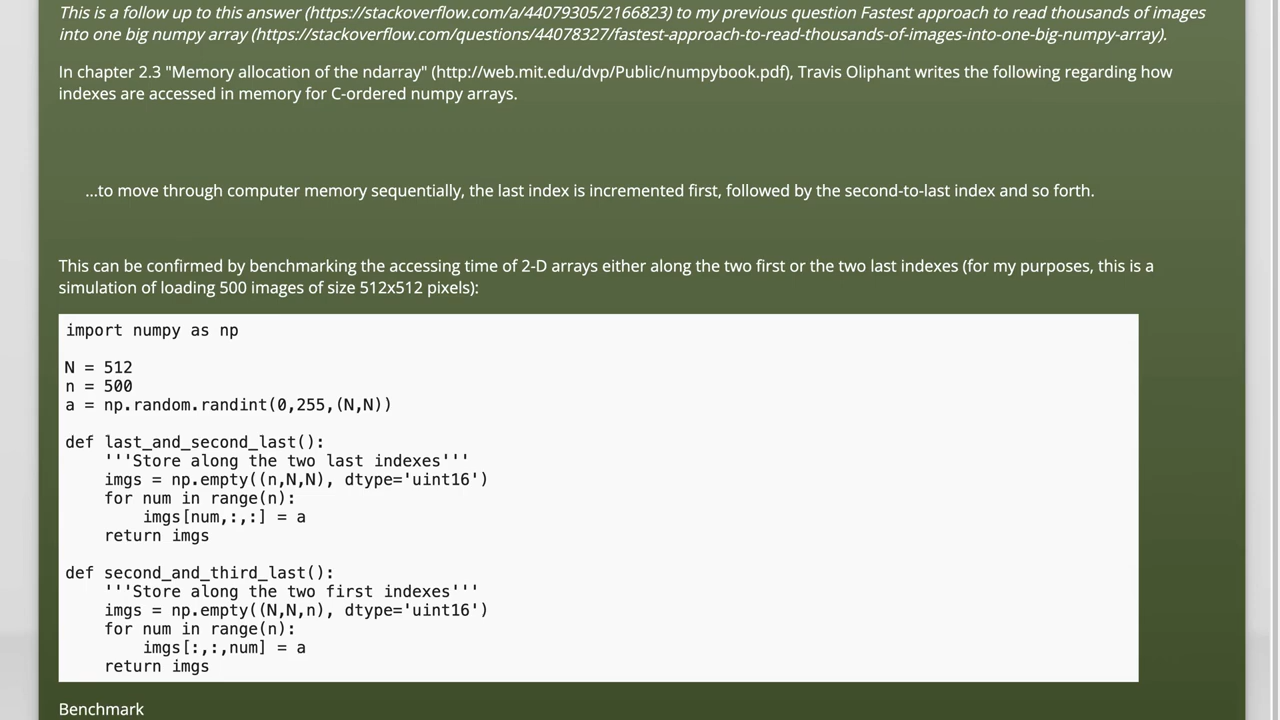 This is a follow up to this answer (https://stackoverflow.com/a/44079305/2166823) to my previous question Fastest approach to read thousands of images
into one big numpy array (https://stackoverflow.com/questions/44078327/fastest-approach-to-read-thousands-of-images-into-one-big-numpy-array).
In chapter 2.3 "Memory allocation of the ndarray" (http://web.mit.edu/dvp/Public/numpybook.pdf), Travis Oliphant writes the following regarding how
indexes are accessed in memory for C-ordered numpy arrays.
...to move through computer memory sequentially, the last index is incremented first, followed by the second-to-last index and so forth.
This can be confirmed by benchmarking the accessing time of 2-D arrays either along the two first or the two last indexes (for my purposes, this is a
simulation of loading 500 images of size 512x512 pixels):
import numpy as np
N = 512
n = 500
a = np.random.randint(0,255,(N,N))
def last_and_second_last():
    '''Store along the two last indexes'''
    imgs = np.empty((n,N,N), dtype='uint16')
    for num in range(n):
        imgs[num,:,:] = a
    return imgs
def second_and_third_last():
    '''Store along the two first indexes'''
    imgs = np.empty((N,N,n), dtype='uint16')
    for num in range(n):
        imgs[:,:,num] = a
    return imgs
Benchmark